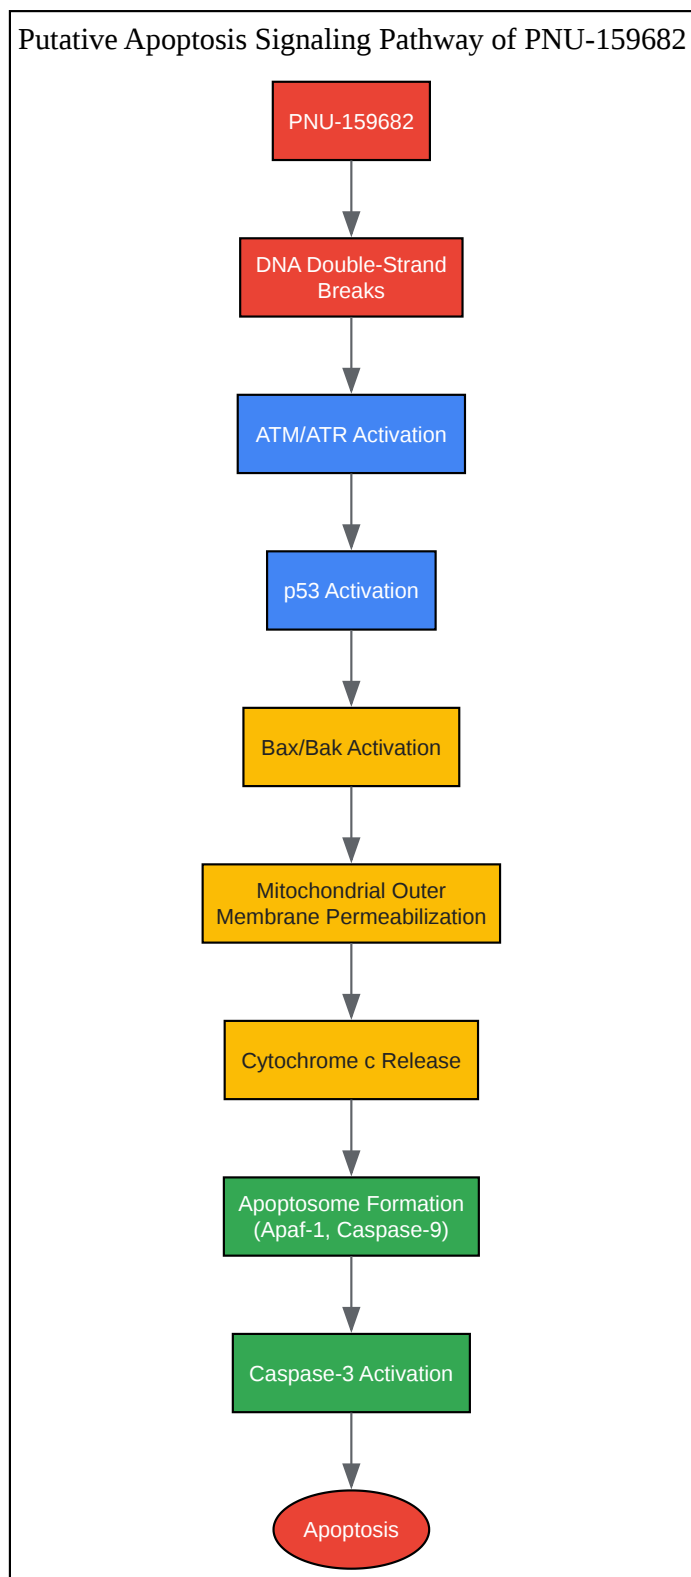 Putative Apoptosis Signaling Pathway of PNU-159682
PNU-159682
DNA Double-Strand
Breaks
ATM/ATR Activation
p53 Activation
Bax/Bak Activation
Mitochondrial Outer
Membrane Permeabilization
Cytochrome c Release
Apoptosome Formation
(Apaf-1, Caspase-9)
Caspase-3 Activation
Apoptosis